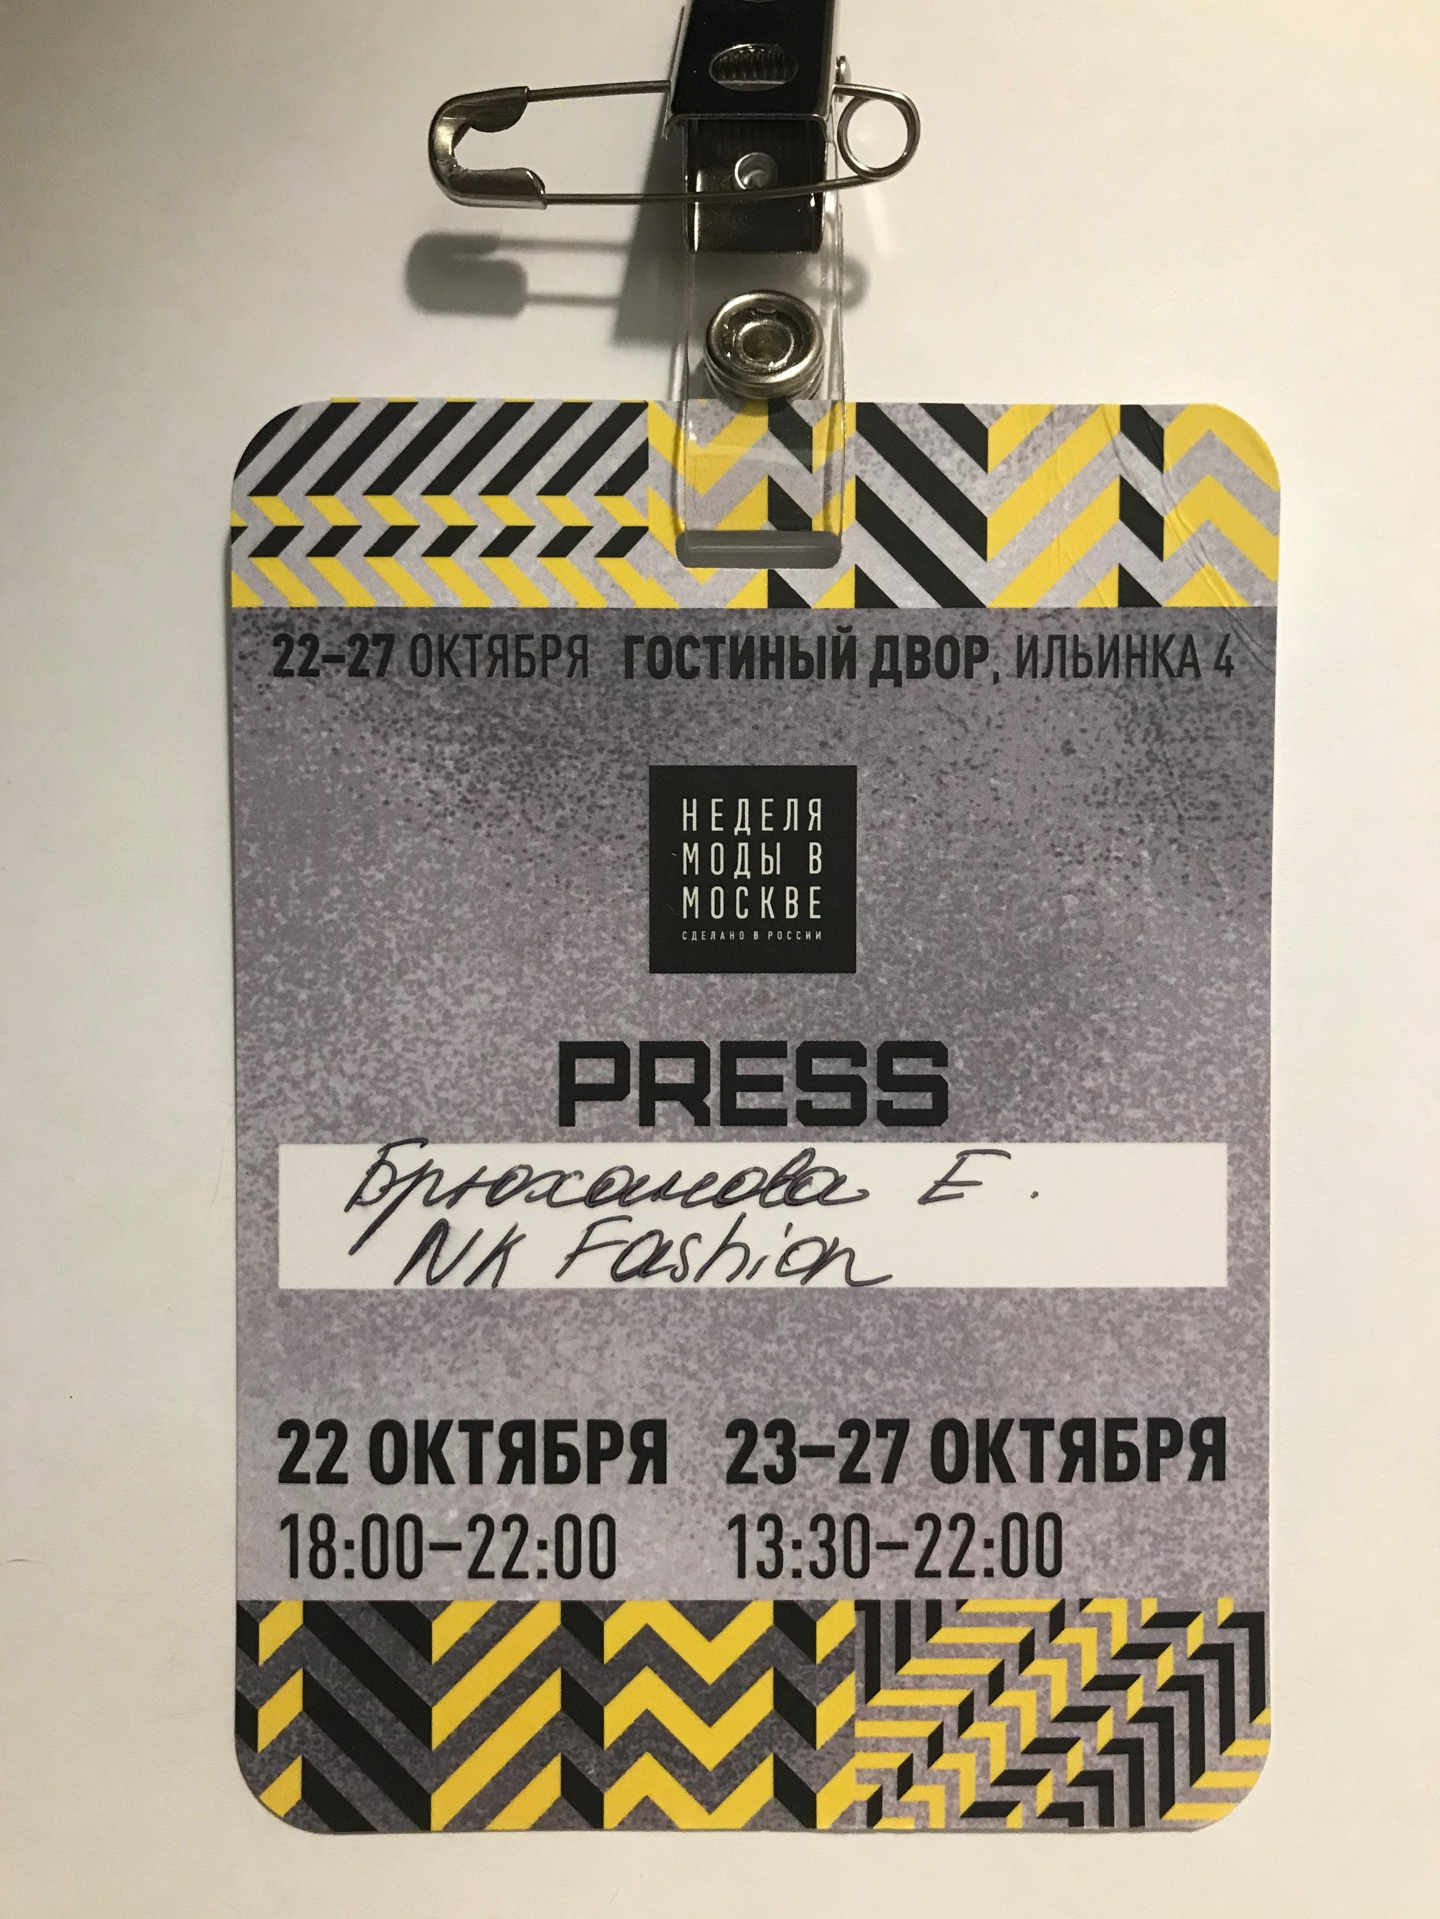 22–27 ОКТЯБРЯ ГОСТИНЫЙ ДВОР, ИЛЬИНКА 4
НЕДЕЛЯ
МОДЫ В
МОСКВЕ
СДЕЛАНО В РОССИИ
PRESS
Брюханова Е.
NK Fashion
22 ОКТЯБРЯ 23–27 ОКТЯБРЯ
18:00–22:00 13:30–22:00